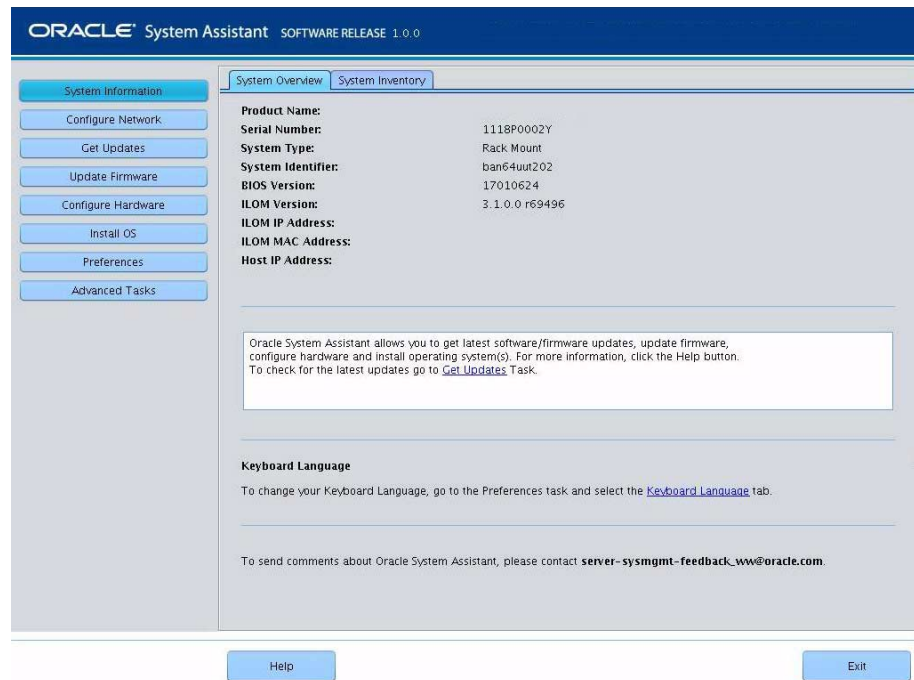 ORACLE System Assistant SOFTWARE RELEASE 1.0.0
System Information
Configure Network
Get Updates
Update Firmware
Configure Hardware
Install OS
Preferences
Advanced Tasks
System Overview System Inventory
Product Name:
Serial Number: 1118P0002Y
System Type: Rack Mount
System Identifier: ban64uut202
BIOS Version: 17010624
ILOM Version: 3.1.0.0 r69496
ILOM IP Address:
ILOM MAC Address:
Host IP Address:
Oracle System Assistant allows you to get latest software/firmware updates, update firmware,
configure hardware and install operating system(s). For more information, click the Help button.
To check for the latest updates go to Get Updates Task.
Keyboard Language
To change your Keyboard Language, go to the Preferences task and select the Keyboard Language tab.
To send comments about Oracle System Assistant, please contact server-sysmgmt-feedback_ww@oracle.com.
Help
Exit